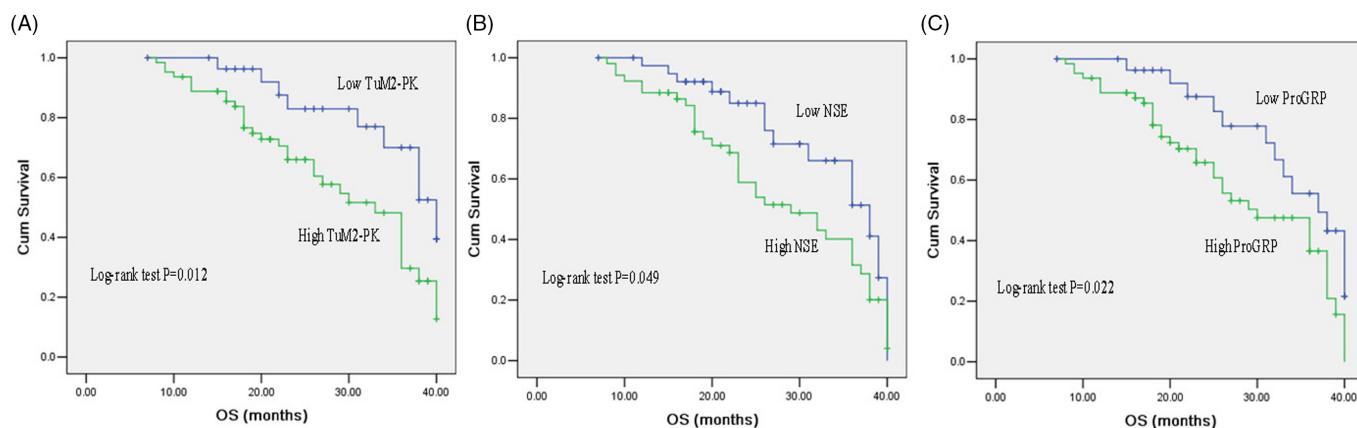 (A)
Cum Survival
1.0
0.8
0.6
0.4
0.2
0.0
Low TuM2-PK
High TuM2-PK
Log-rank test P=0.012
0.00 10.00 20.00 30.00 40.00
OS (months)
(B)
Cum Survival
1.0
0.8
0.6
0.4
0.2
0.0
Low NSE
High NSE
Log-rank test P=0.049
0.00 10.00 20.00 30.00 40.00
OS (months)
(C)
Cum Survival
1.0
0.8
0.6
0.4
0.2
0.0
Low ProGRP
High ProGRP
Log-rank test P=0.022
0.00 10.00 20.00 30.00 40.00
OS (months)